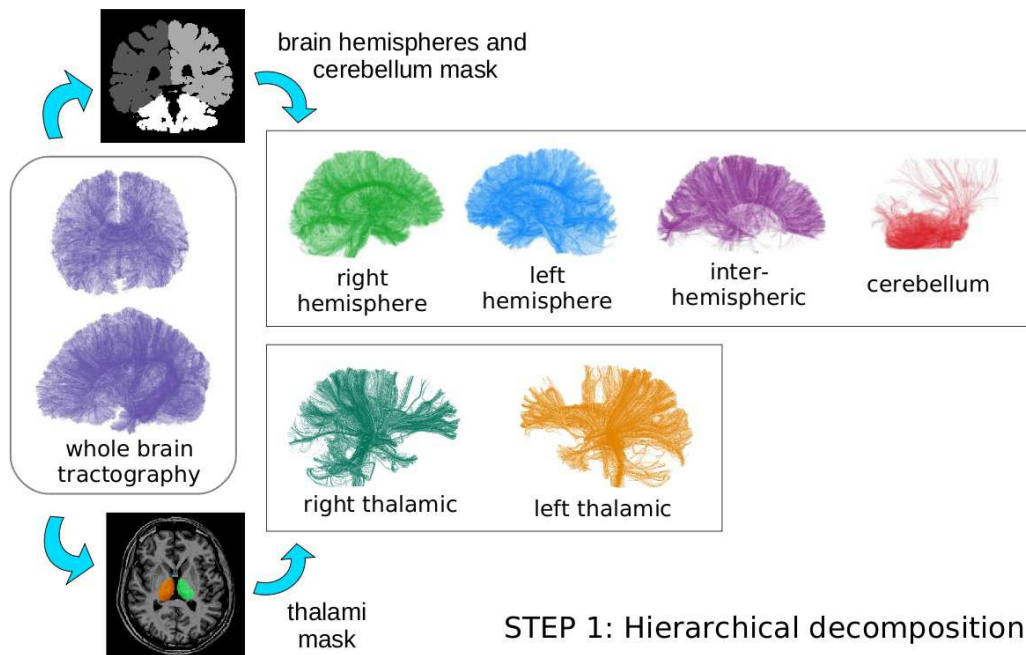 brain hemispheres and
cerebellum mask
right
hemisphere
left
hemisphere
inter-
hemispheric
cerebellum
whole brain
tractography
right thalamic
left thalamic
thalami
mask
STEP 1: Hierarchical decomposition